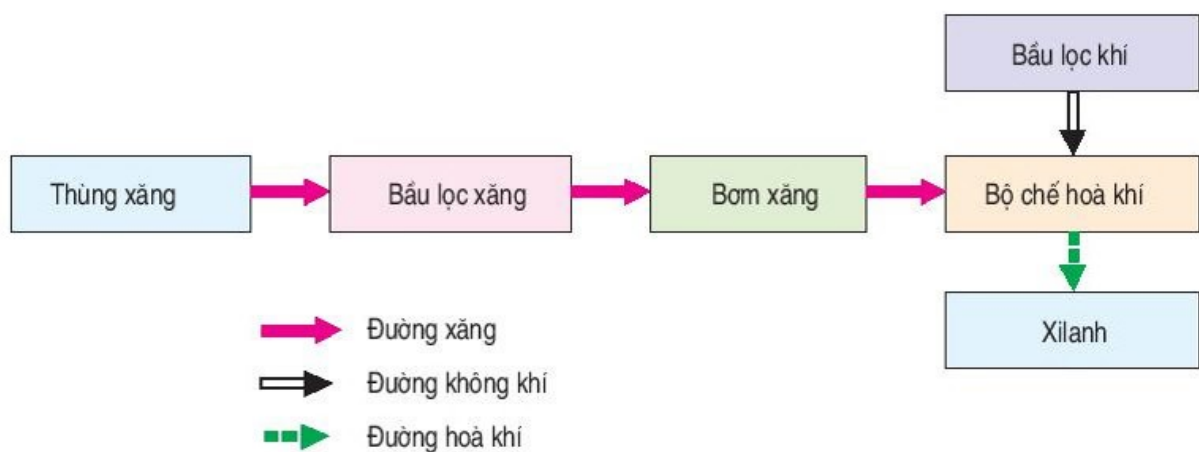 Bầu lọc khí
Thùng xăng
Bầu lọc xăng
Bơm xăng
Bộ chế hoà khí
Xilanh
Đường xăng
Đường không khí
Đường hoà khí